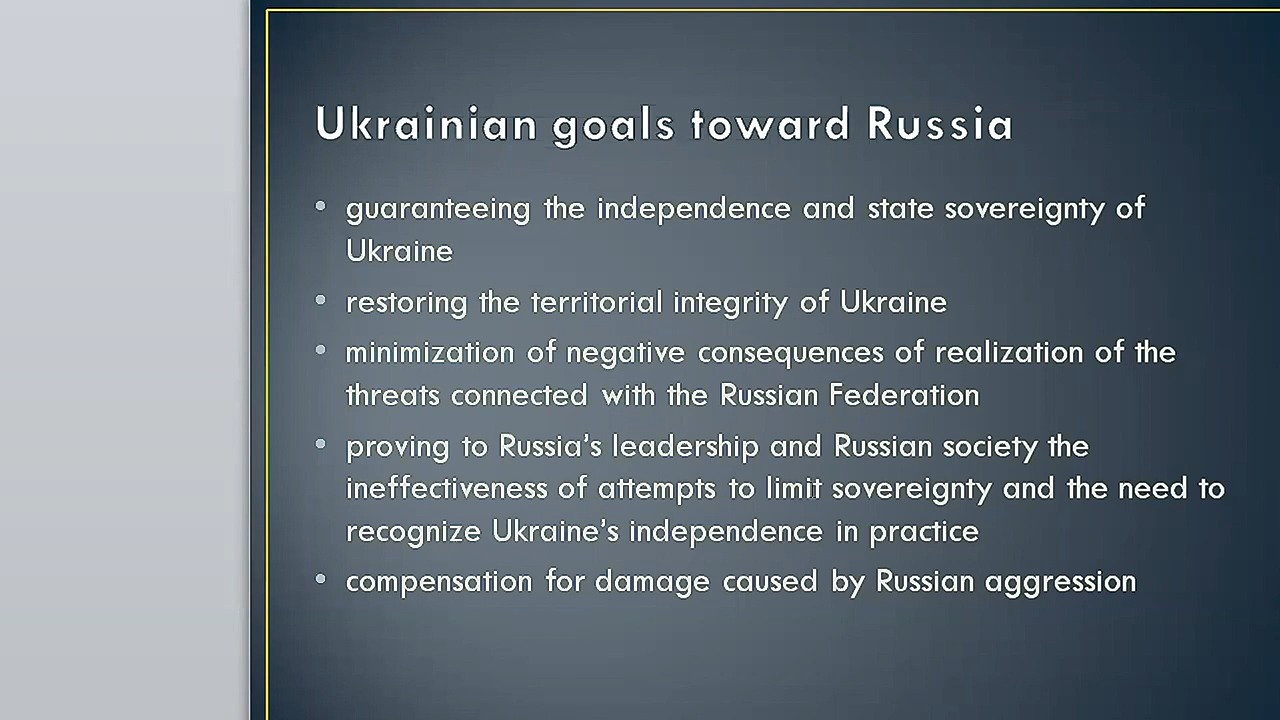 Ukrainian goals toward Russia
• guaranteeing the independence and state sovereignty of
Ukraine
• restoring the territorial integrity of Ukraine
• minimization of negative consequences of realization of the
threats connected with the Russian Federation
• proving to Russia’s leadership and Russian society the
ineffectiveness of attempts to limit sovereignty and the need to
recognize Ukraine’s independence in practice
• compensation for damage caused by Russian aggression